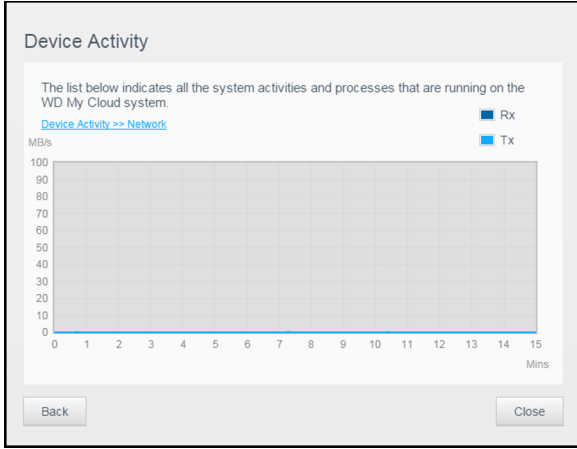 Device Activity
The list below indicates all the system activities and processes that are running on the
WD My Cloud system.
Rx
Device Activity >> Network
Tx
MB/s
100
90
80
70
60
50
40
30
20
10
0
0 1 2 3 4 5 6 7 8 9 10 11 12 13 14 15
Mins
Back Close